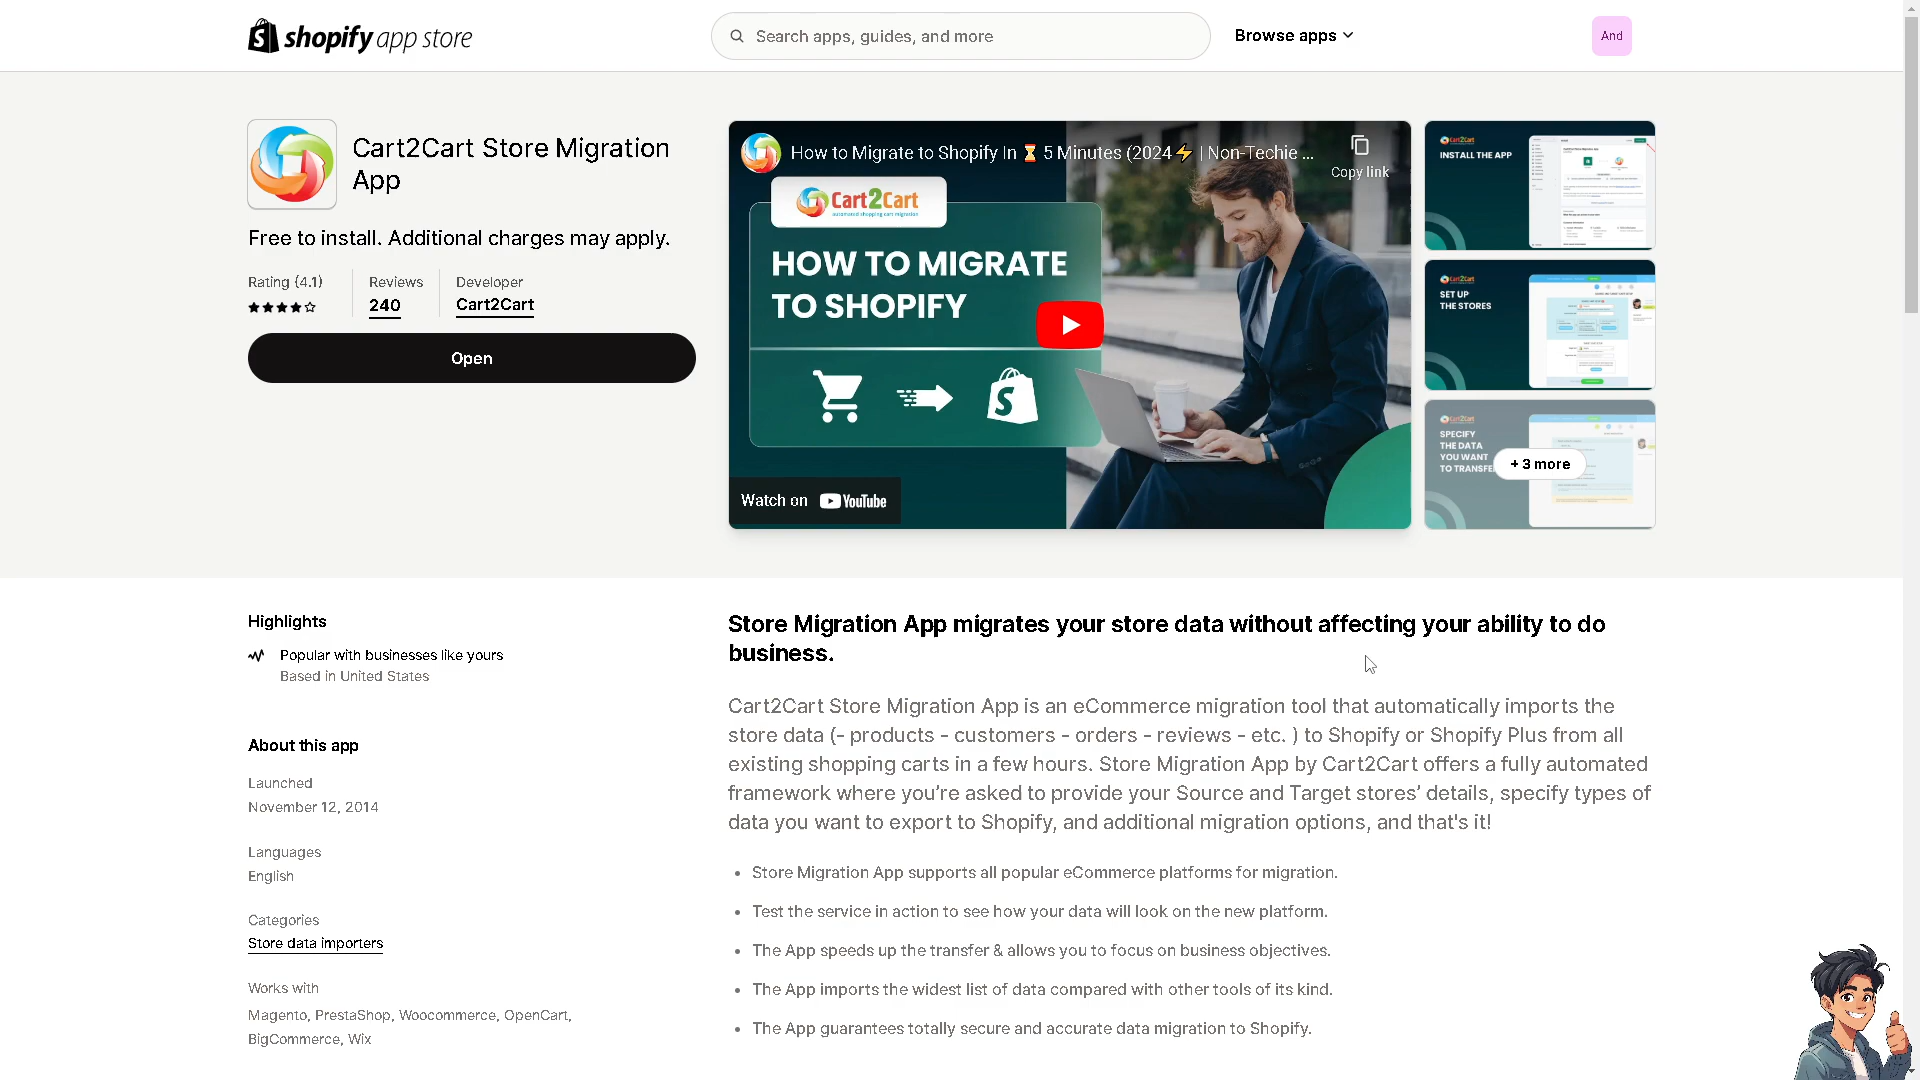 shopify app store
Search apps, guides, and more
Browse apps
And
Cart2Cart Store Migration
App
Free to install. Additional charges may apply.
Rating (4.1)
Reviews
240
Developer
Cart2Cart
Open
How to Migrate to Shopify In ⏳ 5 Minutes (2024⚡ | Non-Techie ...
Copy link
Cart2Cart
automated shopping cart migration
HOW TO MIGRATE
TO SHOPIFY
Watch on YouTube
Cart2Cart
INSTALL THE APP
Cart2Cart
SET UP
THE STORES
Cart2Cart
SPECIFY
THE DATA
YOU WANT
TO TRANSFE
+ 3 more
Highlights
Popular with businesses like yours
Based in United States
About this app
Launched
November 12, 2014
Languages
English
Categories
Store data importers
Works with
Magento, PrestaShop, Woocommerce, OpenCart,
BigCommerce, Wix
Store Migration App migrates your store data without affecting your ability to do
business.
Cart2Cart Store Migration App is an eCommerce migration tool that automatically imports the
store data (- products - customers - orders - reviews - etc. ) to Shopify or Shopify Plus from all
existing shopping carts in a few hours. Store Migration App by Cart2Cart offers a fully automated
framework where you’re asked to provide your Source and Target stores’ details, specify types of
data you want to export to Shopify, and additional migration options, and that's it!
• Store Migration App supports all popular eCommerce platforms for migration.
• Test the service in action to see how your data will look on the new platform.
• The App speeds up the transfer & allows you to focus on business objectives.
• The App imports the widest list of data compared with other tools of its kind.
• The App guarantees totally secure and accurate data migration to Shopify.